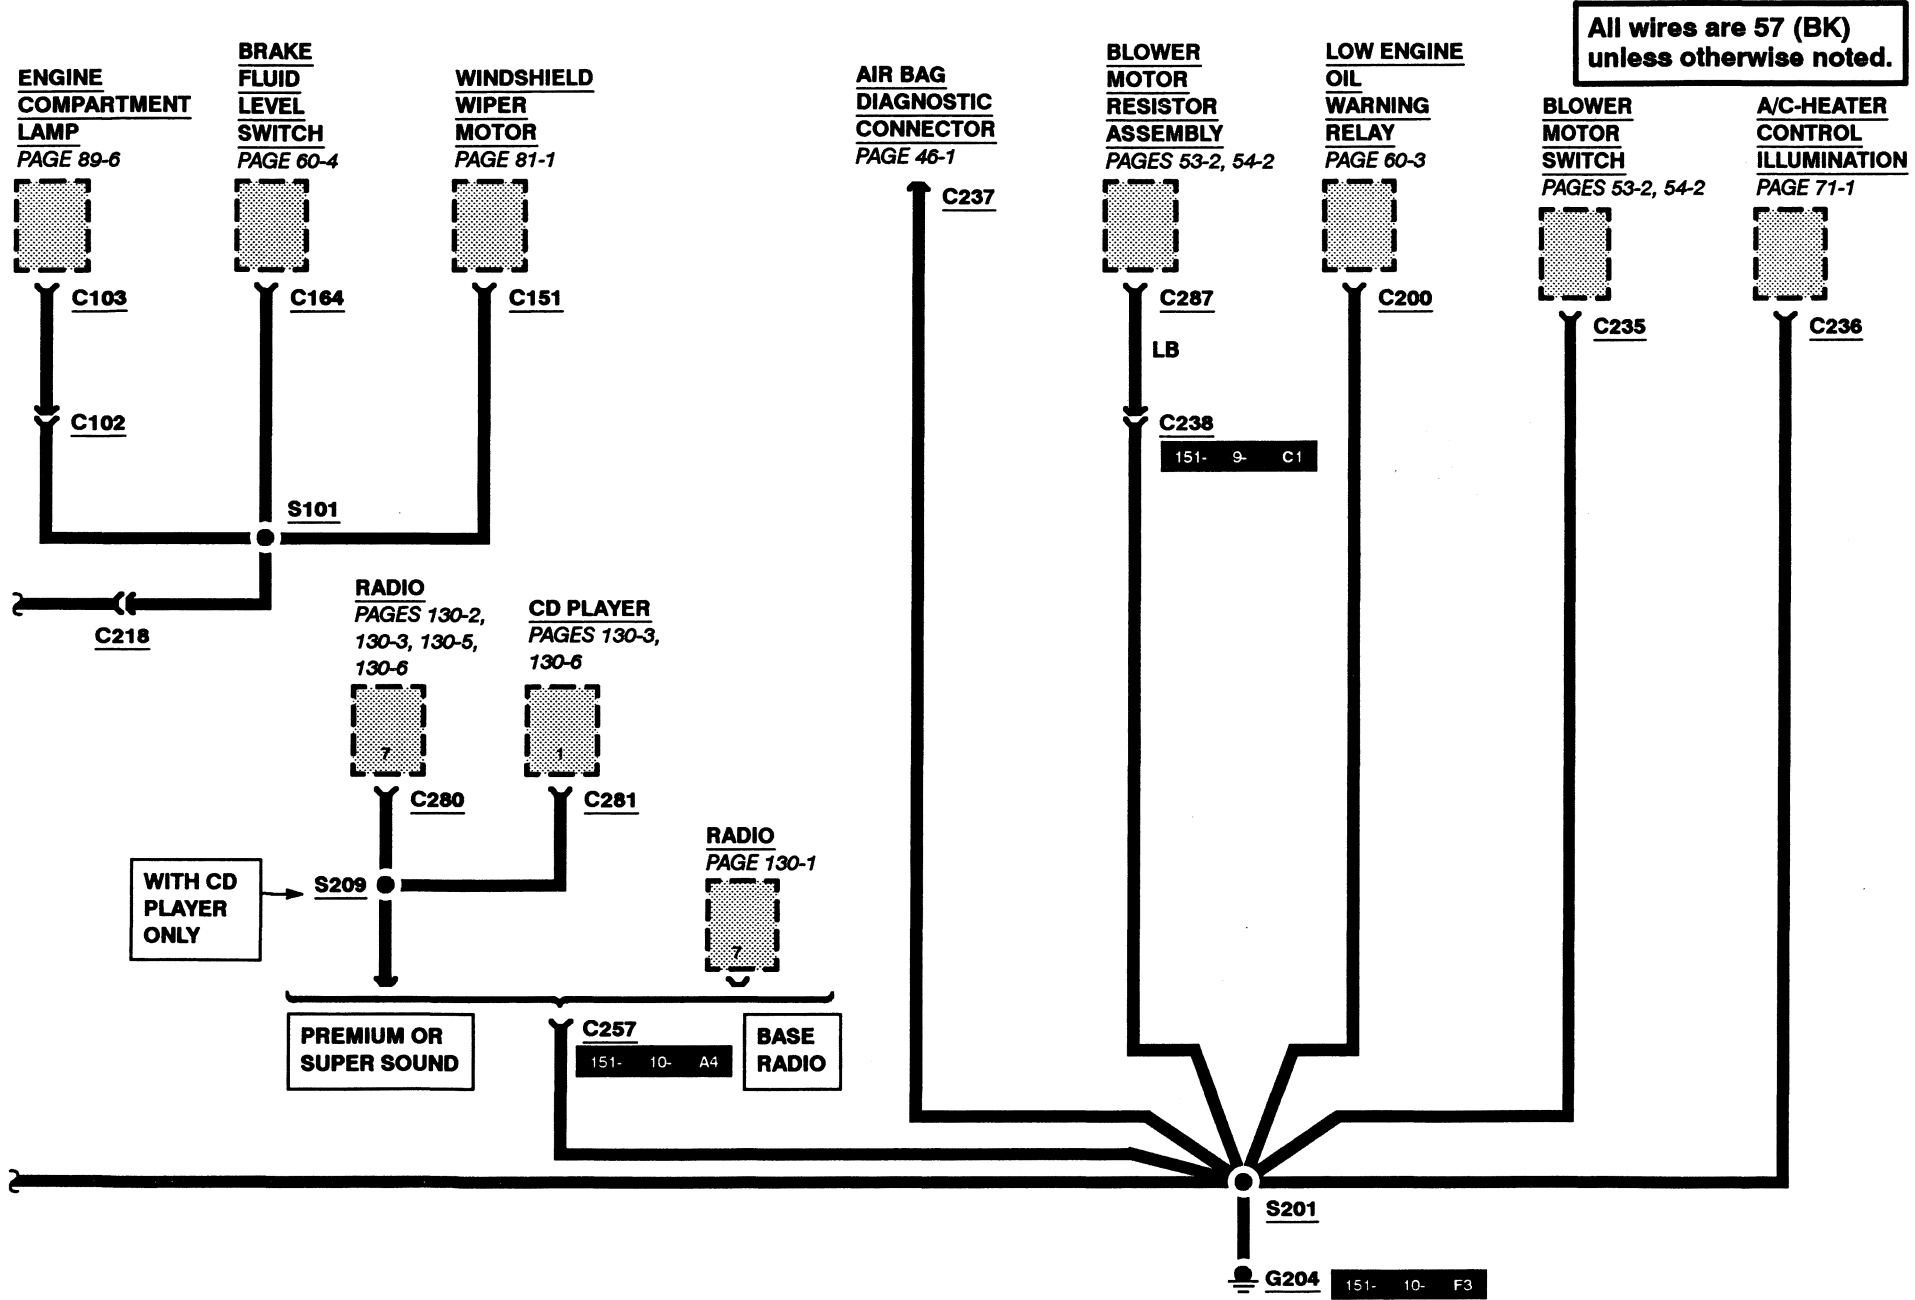 All wires are 57 (BK)
unless otherwise noted.
ENGINE
COMPARTMENT
LAMP
PAGE 89-6
C103
C102
BRAKE
FLUID
LEVEL
SWITCH
PAGE 60-4
C164
WINDSHIELD
WIPER
MOTOR
PAGE 81-1
C151
S101
C218
AIR BAG
DIAGNOSTIC
CONNECTOR
PAGE 46-1
C237
BLOWER
MOTOR
RESISTOR
ASSEMBLY
PAGES 53-2, 54-2
C287
LB
C238
151- 9- C1
LOW ENGINE
OIL
WARNING
RELAY
PAGE 60-3
C200
BLOWER
MOTOR
SWITCH
PAGES 53-2, 54-2
C235
A/C-HEATER
CONTROL
ILLUMINATION
PAGE 71-1
C236
RADIO
PAGES 130-2,
130-3, 130-5,
130-6
7
C280
CD PLAYER
PAGES 130-3,
130-6
1
C281
WITH CD
PLAYER
ONLY
S209
RADIO
PAGE 130-1
7
PREMIUM OR
SUPER SOUND
C257
151- 10- A4
BASE
RADIO
S201
G204
151- 10- F3